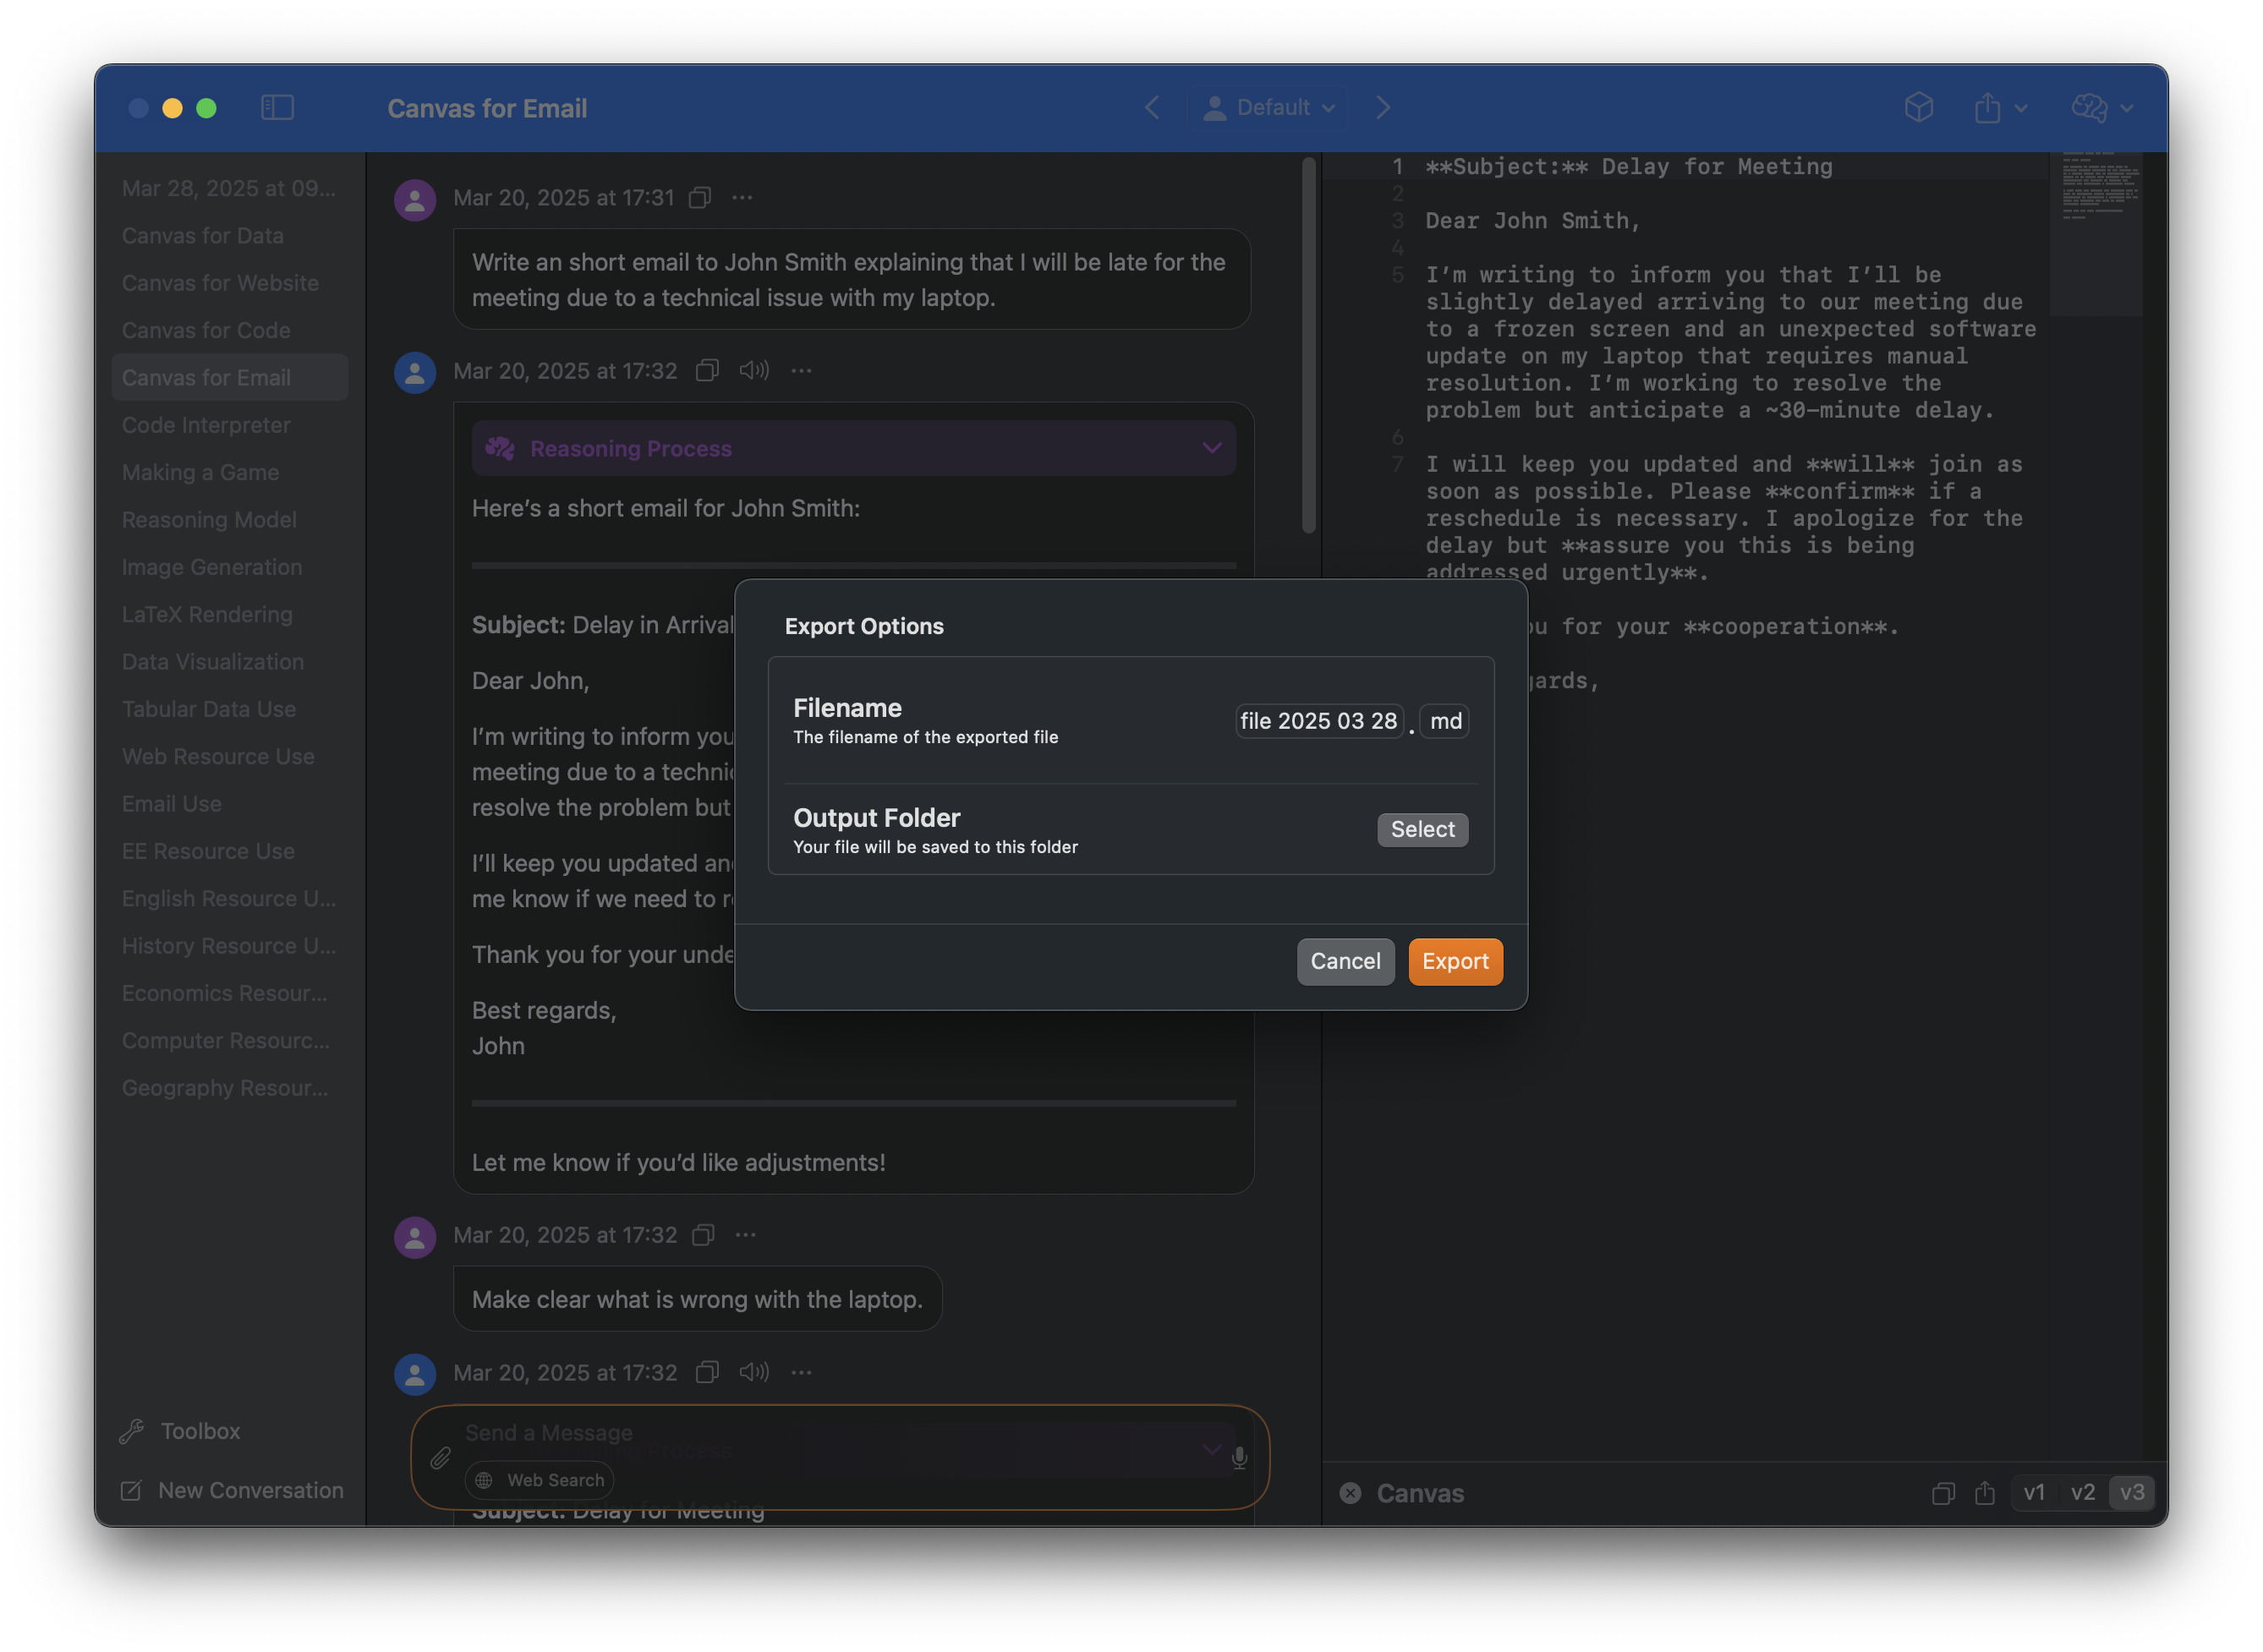 Canvas for Email
Default
Mar 28, 2025 at 09...
Canvas for Data
Canvas for Website
Canvas for Code
Canvas for Email
Code Interpreter
Making a Game
Reasoning Model
Image Generation
LaTeX Rendering
Data Visualization
Tabular Data Use
Web Resource Use
Email Use
EE Resource Use
English Resource U...
History Resource U...
Economics Resour...
Computer Resourc...
Geography Resour...
Toolbox
New Conversation
Mar 20, 2025 at 17:31
Write an short email to John Smith explaining that I will be late for the
meeting due to a technical issue with my laptop.
Mar 20, 2025 at 17:32
Reasoning Process
Here’s a short email for John Smith:
Subject: Delay in Arrival
Dear John,
I’m writing to inform you
meeting due to a
resolve the problem but
I’ll keep you updated
me know if we need to
Thank you for your
Best regards,
John
Let me know if you’d like adjustments!
Mar 20, 2025 at 17:32
Make clear what is wrong with the laptop.
Mar 20, 2025 at 17:32
Send a Message
Process
Web Search
Subject: Delay for Meeting
Export Options
Filename
The filename of the exported file
file 2025 03 28 . md
Output Folder
Your file will be saved to this folder
Select
Cancel
Export
1 **Subject:** Delay for Meeting
2
3 Dear John Smith,
4
5 I’m writing to inform you that I’ll be
slightly delayed arriving to our meeting due
to a frozen screen and an unexpected software
update on my laptop that requires manual
resolution. I’m working to resolve the
problem but anticipate a ~30-minute delay.
6
7 I will keep you updated and **will** join as
soon as possible. Please **confirm** if a
reschedule is necessary. I apologize for the
delay but **assure you this is being
addressed urgently**.
for your **cooperation**.
Canvas
v1 v2 v3